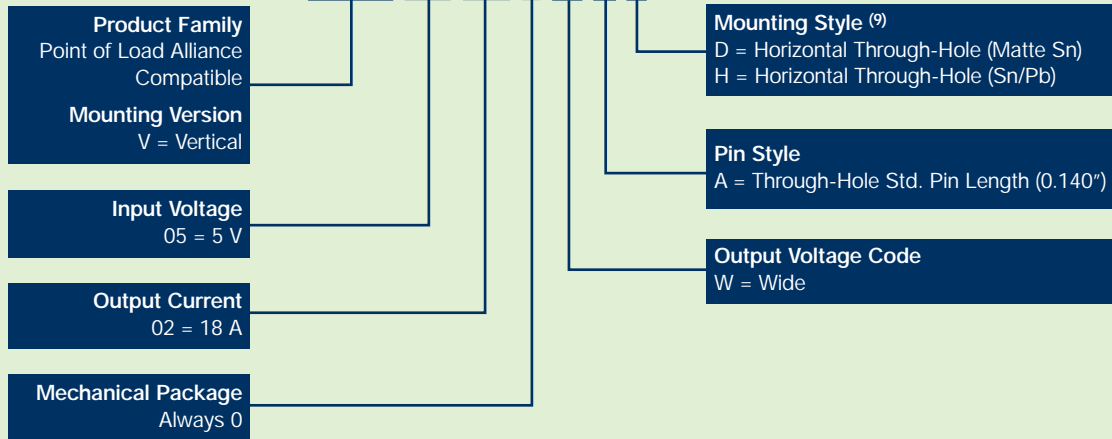 Product Family
Point of Load Alliance
Compatible
Mounting Version
V = Vertical
Input Voltage
05 = 5 V
Output Current
02 = 18 A
Mechanical Package
Always 0
Mounting Style (9)
D = Horizontal Through-Hole (Matte Sn)
H = Horizontal Through-Hole (Sn/Pb)
Pin Style
A = Through-Hole Std. Pin Length (0.140″)
Output Voltage Code
W = Wide